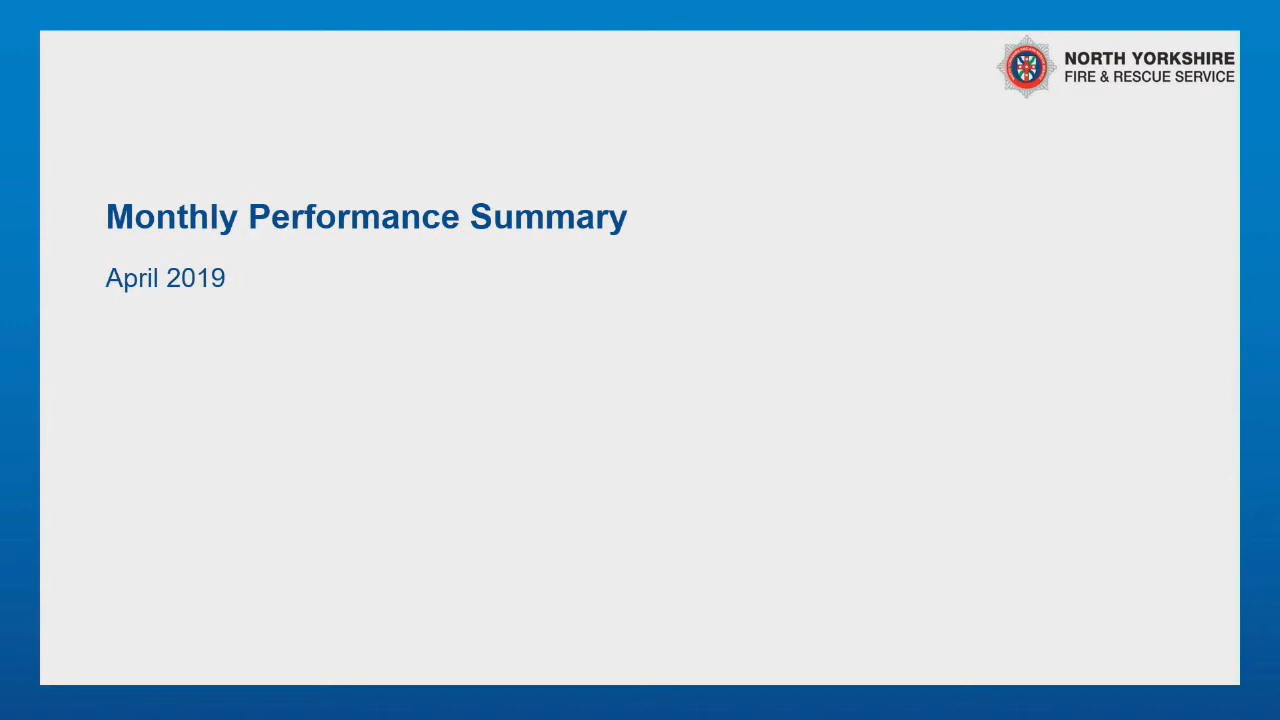 NORTH YORKSHIRE
FIRE & RESCUE SERVICE
Monthly Performance Summary
April 2019